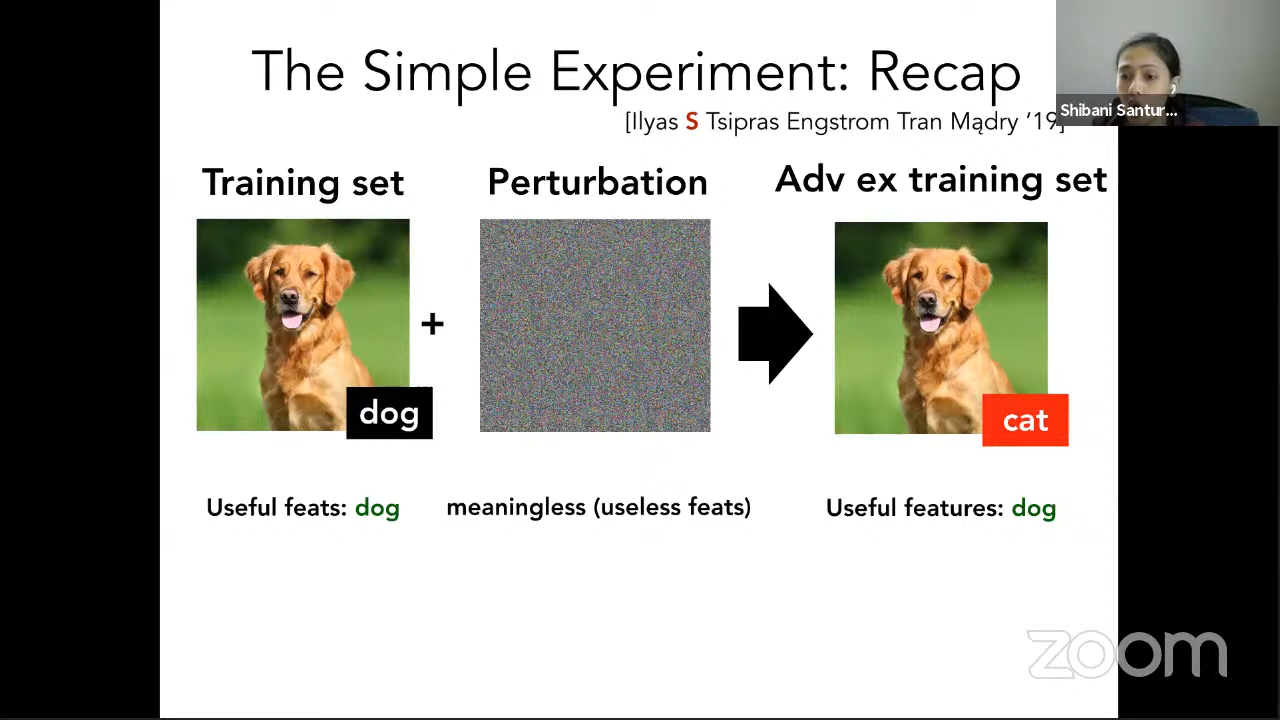 The Simple Experiment: Recap
[Ilyas S Tsipras Engstrom Tran Mądry ‘19]
Shibani Santur...
Training set
Perturbation
Adv ex training set
+
dog
cat
Useful feats: dog
meaningless (useless feats)
Useful features: dog
zoom